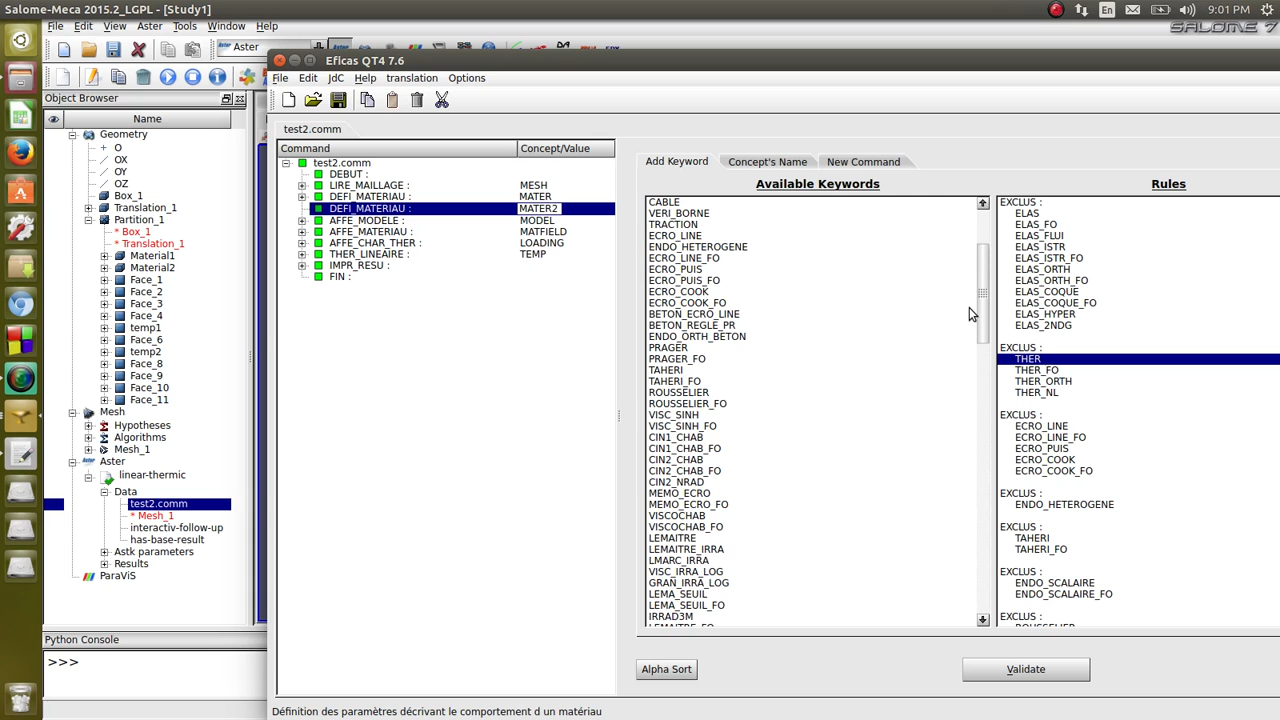 Salome-Meca 2015.2_LGPL - [Study1]
En
9:01 PM
File Edit View Aster Tools Window Help
SALOME 7
Aster
Eficas QT4 7.6
File Edit JdC Help translation Options
Object Browser
Name
Geometry
O
OX
OY
OZ
Box_1
Translation_1
Partition_1
* Box_1
* Translation_1
Material1
Material2
Face_1
Face_2
Face_3
Face_4
temp1
Face_6
temp2
Face_8
Face_9
Face_10
Face_11
Mesh
Hypotheses
Algorithms
Mesh_1
Aster
linear-thermic
Data
test2.comm
* Mesh_1
interactiv-follow-up
has-base-result
Astk parameters
Results
ParaViS
Python Console
>>>
test2.comm
Command Concept/Value
test2.comm
DEBUT :
LIRE_MAILLAGE : MESH
DEFI_MATERIAU : MATER
DEFI_MATERIAU : MATER2
AFFE_MODELE : MODEL
AFFE_MATERIAU : MATFIELD
AFFE_CHAR_THER : LOADING
THER_LINEAIRE : TEMP
IMPR_RESU :
FIN :
Add Keyword Concept's Name New Command
Available Keywords
CABLE
VERI_BORNE
TRACTION
ECRO_LINE
ENDO_HETEROGENE
ECRO_LINE_FO
ECRO_PUIS
ECRO_PUIS_FO
ECRO_COOK
ECRO_COOK_FO
BETON_ECRO_LINE
BETON_REGLE_PR
ENDO_ORTH_BETON
PRAGER
PRAGER_FO
TAHERI
TAHERI_FO
ROUSSELIER
ROUSSELIER_FO
VISC_SINH
VISC_SINH_FO
CIN1_CHAB
CIN1_CHAB_FO
CIN2_CHAB
CIN2_CHAB_FO
CIN2_NRAD
MEMO_ECRO
MEMO_ECRO_FO
VISCOCHAB
VISCOCHAB_FO
LEMAITRE
LEMAITRE_IRRA
LMARC_IRRA
VISC_IRRA_LOG
GRAN_IRRA_LOG
LEMA_SEUIL
LEMA_SEUIL_FO
IRRAD3M
LEMAITRE_FO
Rules
EXCLUS :
ELAS
ELAS_FO
ELAS_FLUI
ELAS_ISTR
ELAS_ISTR_FO
ELAS_ORTH
ELAS_ORTH_FO
ELAS_COQUE
ELAS_COQUE_FO
ELAS_HYPER
ELAS_2NDG
EXCLUS :
THER
THER_FO
THER_ORTH
THER_NL
EXCLUS :
ECRO_LINE
ECRO_LINE_FO
ECRO_PUIS
ECRO_COOK
ECRO_COOK_FO
EXCLUS :
ENDO_HETEROGENE
EXCLUS :
TAHERI
TAHERI_FO
EXCLUS :
ENDO_SCALAIRE
ENDO_SCALAIRE_FO
EXCLUS :
ROUSSELIER
Alpha Sort
Validate
Définition des paramètres décrivant le comportement d un matériau